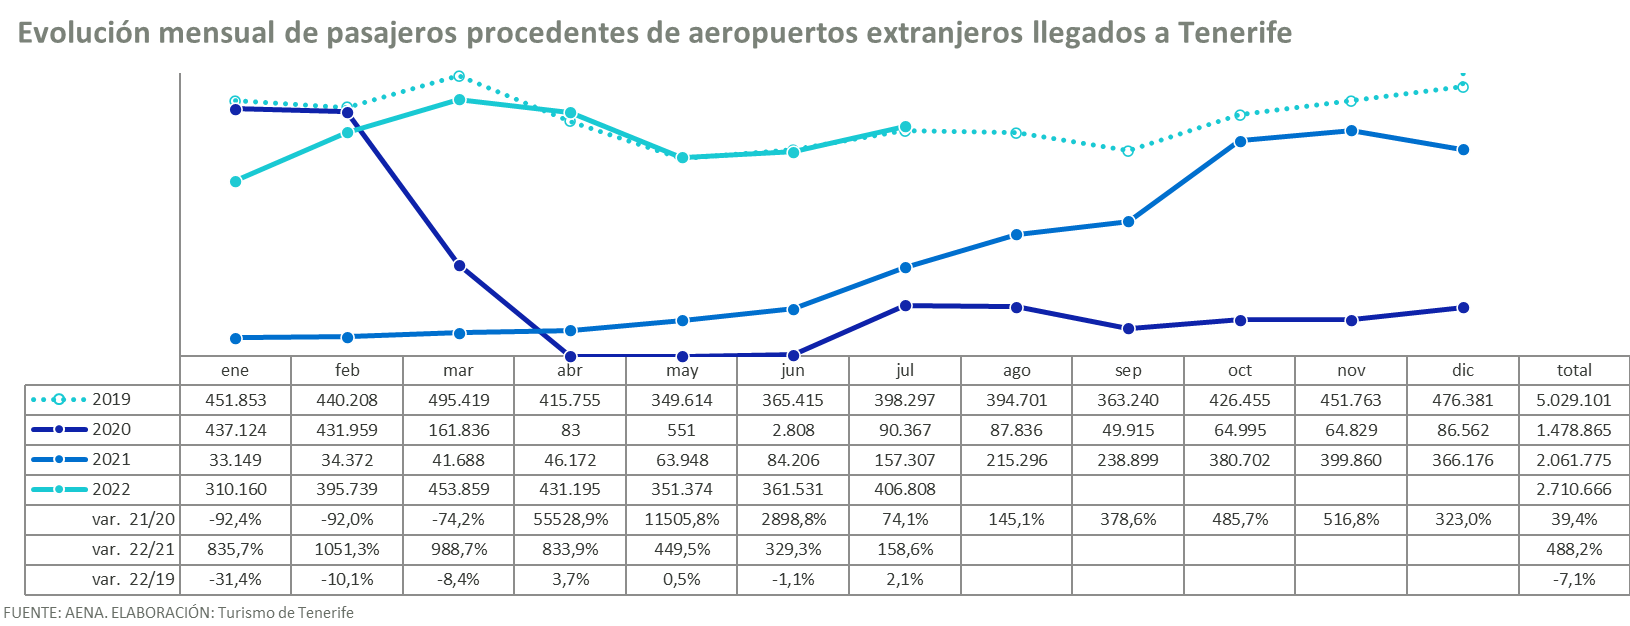 Evolución mensual de pasajeros procedentes de aeropuertos extranjeros llegados a Tenerife
ene feb mar abr may jun jul ago sep oct nov dic total
2019 451.853 440.208 495.419 415.755 349.614 365.415 398.297 394.701 363.240 426.455 451.763 476.381 5.029.101
2020 437.124 431.959 161.836 83 551 2.808 90.367 87.836 49.915 64.995 64.829 86.562 1.478.865
2021 33.149 34.372 41.688 46.172 63.948 84.206 157.307 215.296 238.899 380.702 399.860 366.176 2.061.775
2022 310.160 395.739 453.859 431.195 351.374 361.531 406.808 2.710.666
var. 21/20 -92,4% -92,0% -74,2% 55528,9% 11505,8% 2898,8% 74,1% 145,1% 378,6% 485,7% 516,8% 323,0% 39,4%
var. 22/21 835,7% 1051,3% 988,7% 833,9% 449,5% 329,3% 158,6% 488,2%
var. 22/19 -31,4% -10,1% -8,4% 3,7% 0,5% -1,1% 2,1% -7,1%
FUENTE: AENA. ELABORACIÓN: Turismo de Tenerife